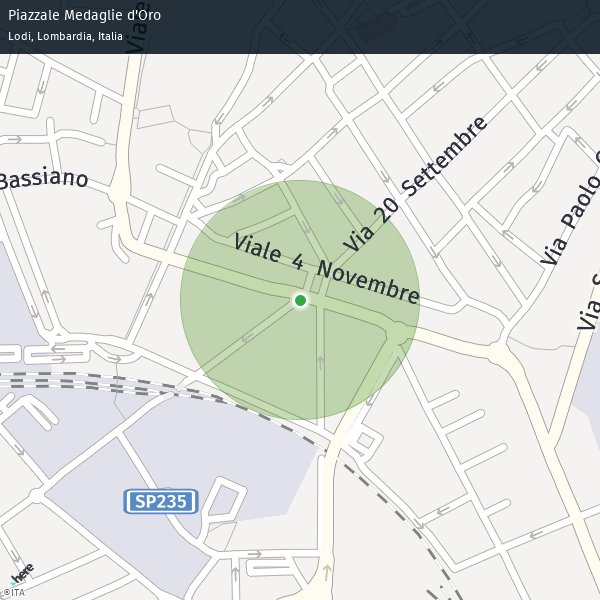 Piazzale Medaglie d'Oro
Lodi, Lombardia, Italia
Viale
Bassiano
Via 20 Settembre
Via Paolo
Viale 4 Novembre
Via S
SP235
here
©ITA